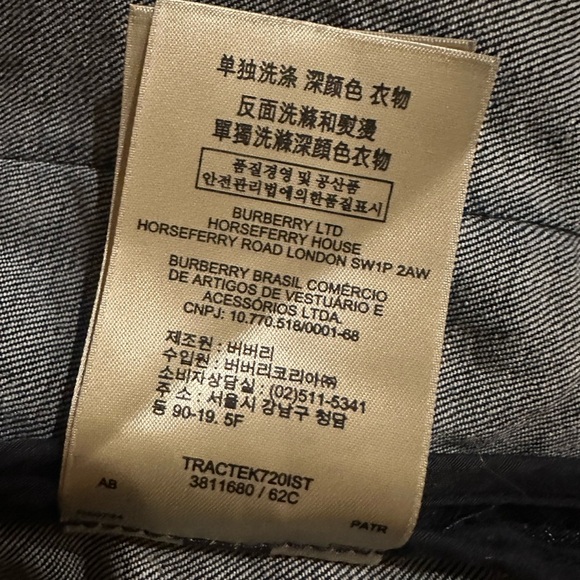 单独洗涤 深颜色 衣物
反面洗滌和熨燙
單獨洗滌深颜色衣物
품질경영 및 공산품
안전관리법에의한품질표시
BURBERRY LTD
HORSEFERRY HOUSE
HORSEFERRY ROAD LONDON SW1P 2AW
BURBERRY BRASIL COMÉRCIO
DE ARTIGOS DE VESTUÁRIO E
ACESSÓRIOS LTDA.
CNPJ: 10.770.518/0001-68
제조원 : 버버리
수입원 : 버버리코리아㈜
소비자상담실 : (02)511-5341
주 소 : 서울시 강남구 청담
동 90-19. 5F
TRACTEK720IST
AB
3811680 / 62C
PATR